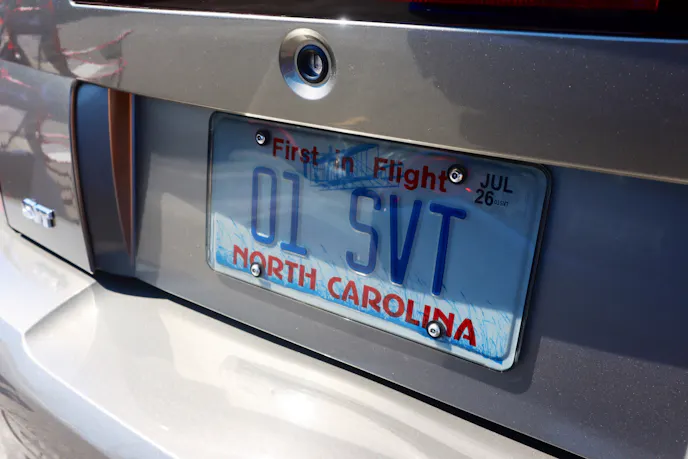 First in Flight
JUL
26
01 SVT
NORTH CAROLINA
SVT